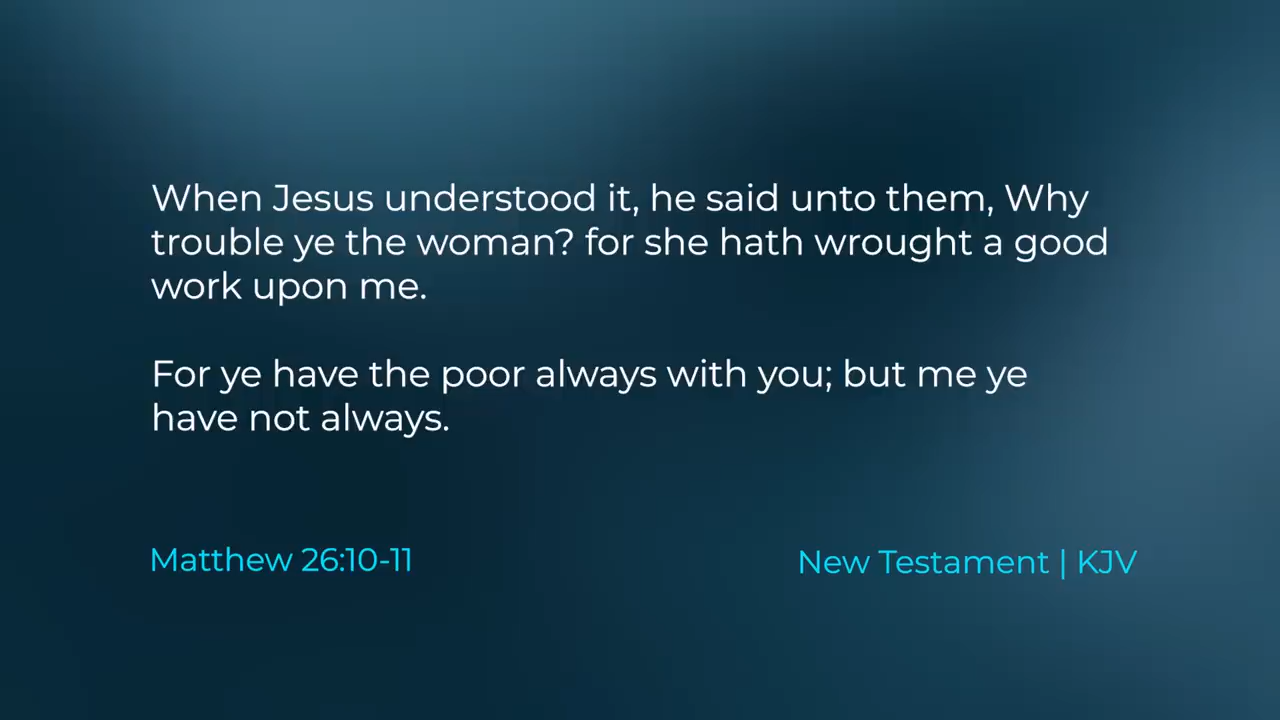 When Jesus understood it, he said unto them, Why
trouble ye the woman? for she hath wrought a good
work upon me.
For ye have the poor always with you; but me ye
have not always.
Matthew 26:10-11
New Testament | KJV